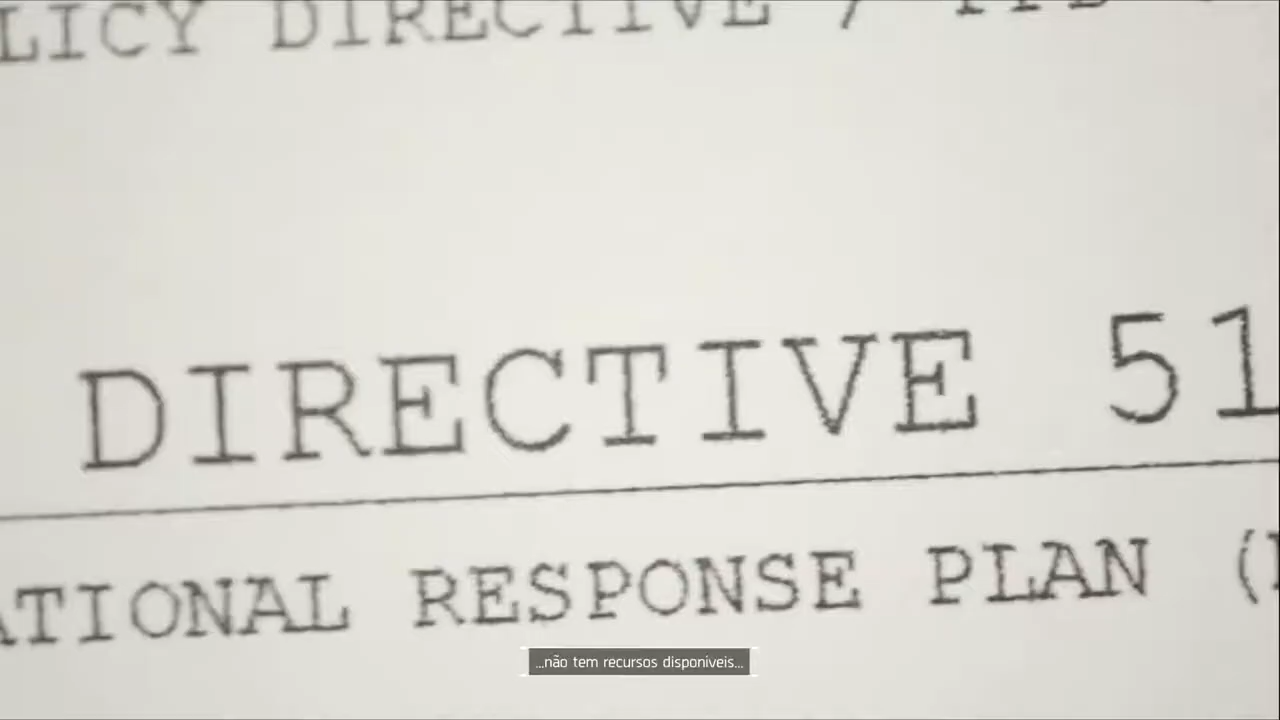 LICY DIRECTIVE /
DIRECTIVE 51
ATIONAL RESPONSE PLAN (
...não tem recursos disponiveis...